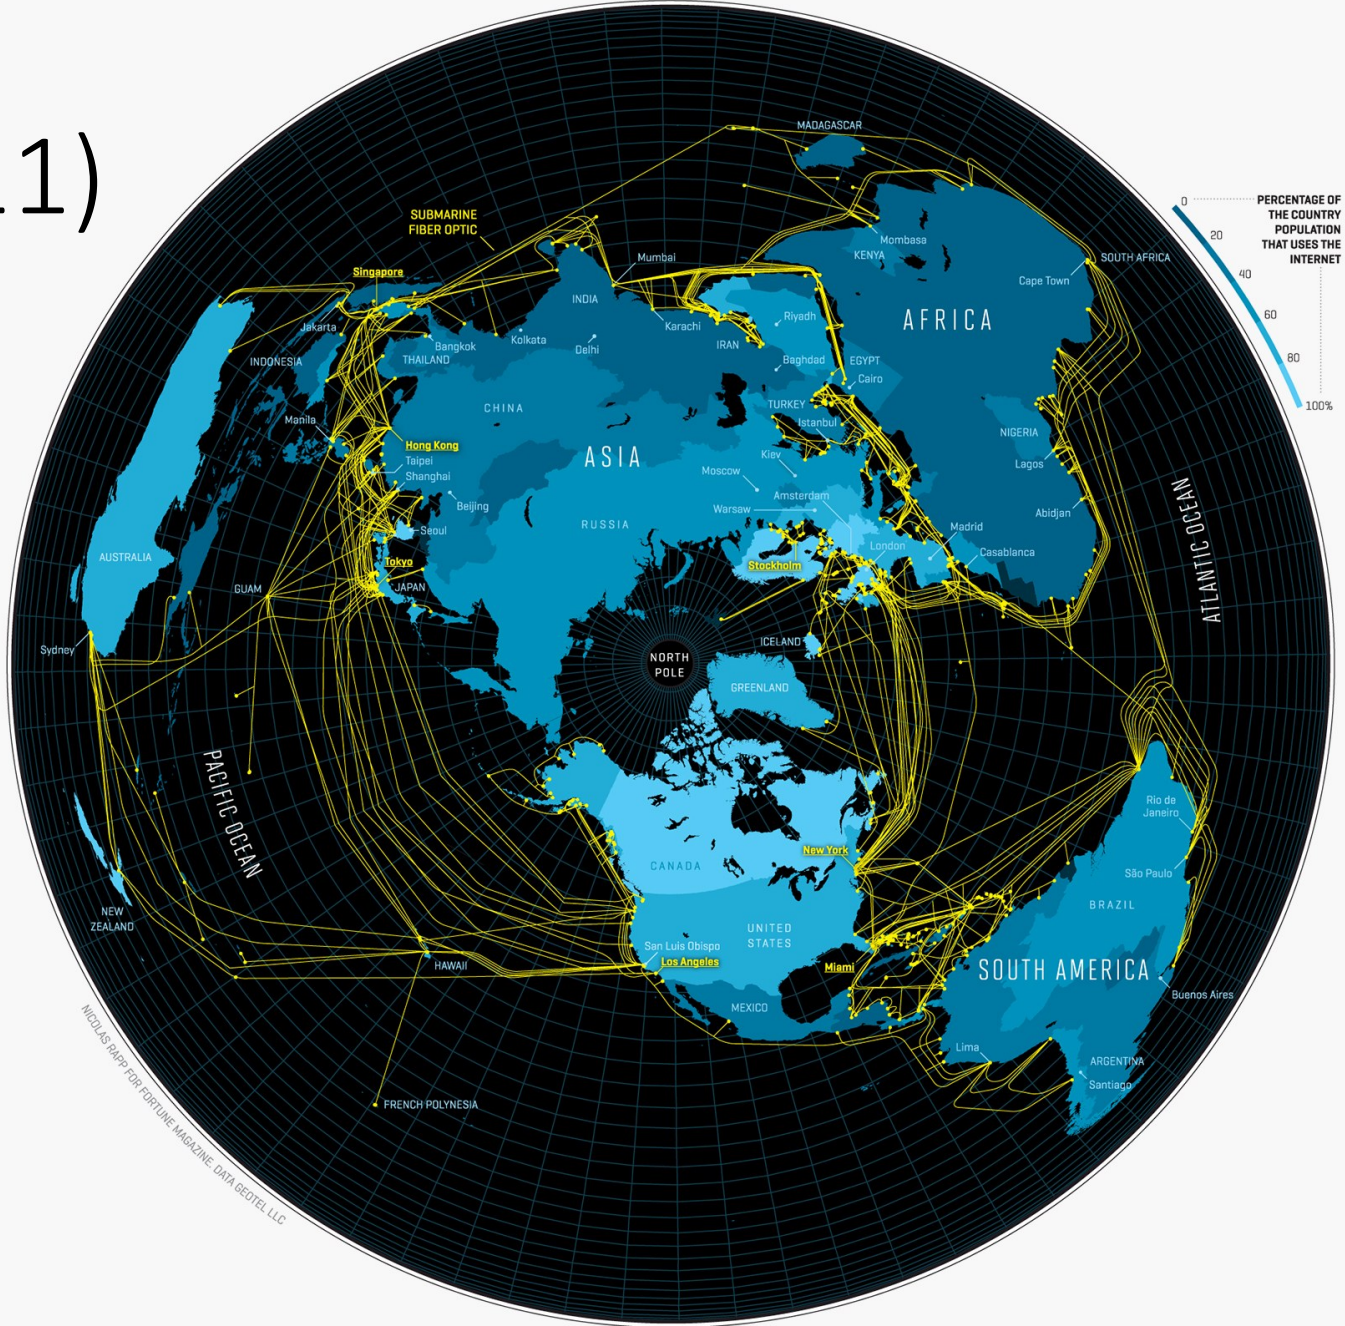 .1)
MADAGASCAR
0
PERCENTAGE OF
THE COUNTRY
POPULATION
THAT USES THE
INTERNET
20
40
60
80
100%
SUBMARINE
FIBER OPTIC
Mombasa
KENYA
SOUTH AFRICA
Cape Town
Mumbai
Singapore
INDIA
AFRICA
Riyadh
Jakarta
Karachi
Kolkata
Bangkok
Delhi
IRAN
INDONESIA
THAILAND
Baghdad
EGYPT
Cairo
CHINA
TURKEY
Istanbul
Manila
NIGERIA
Hong Kong
Taipei
Shanghai
ASIA
Kiev
Lagos
Moscow
Amsterdam
Beijing
Warsaw
Abidjan
ATLANTIC OCEAN
RUSSIA
Seoul
Madrid
London
Casablanca
AUSTRALIA
Tokyo
Stockholm
GUAM
JAPAN
Sydney
ICELAND
NORTH
POLE
GREENLAND
PACIFIC OCEAN
Rio de
Janeiro
New York
CANADA
São Paulo
BRAZIL
NEW
ZEALAND
UNITED
STATES
San Luis Obispo
Los Angeles
HAWAII
Miami
SOUTH AMERICA
Buenos Aires
MEXICO
Lima
ARGENTINA
Santiago
FRENCH POLYNESIA
NICOLAS RAPP FOR FORTUNE MAGAZINE. DATA GEOTEL LLC